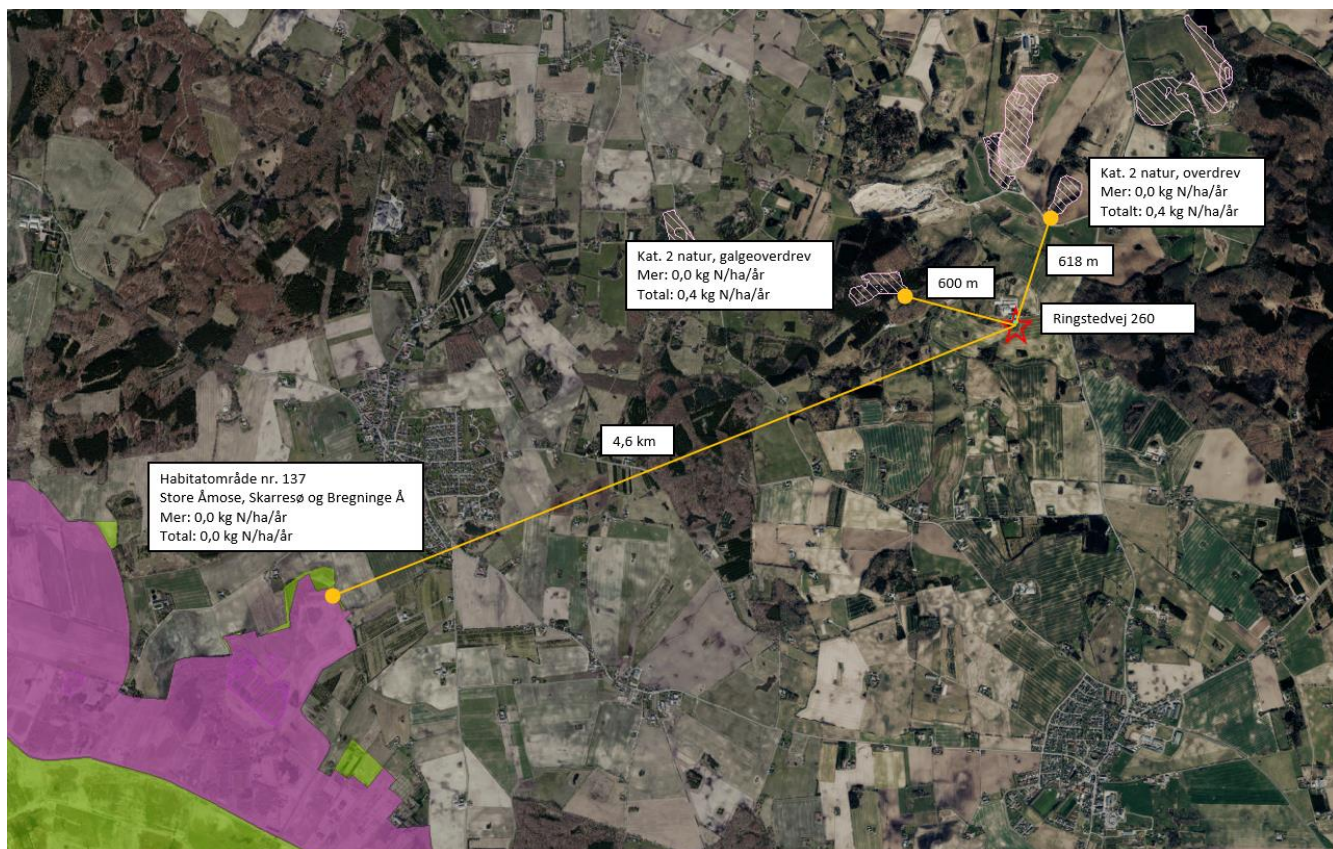 Kat. 2 natur, overdrev
Mer: 0,0 kg N/ha/år
Totalt: 0,4 kg N/ha/år
Kat. 2 natur, galgeoverdrev
Mer: 0,0 kg N/ha/år
Total: 0,4 kg N/ha/år
618 m
600 m
Ringstedvej 260
4,6 km
Habitatområde nr. 137
Store Åmose, Skarresø og Bregninge Å
Mer: 0,0 kg N/ha/år
Total: 0,0 kg N/ha/år